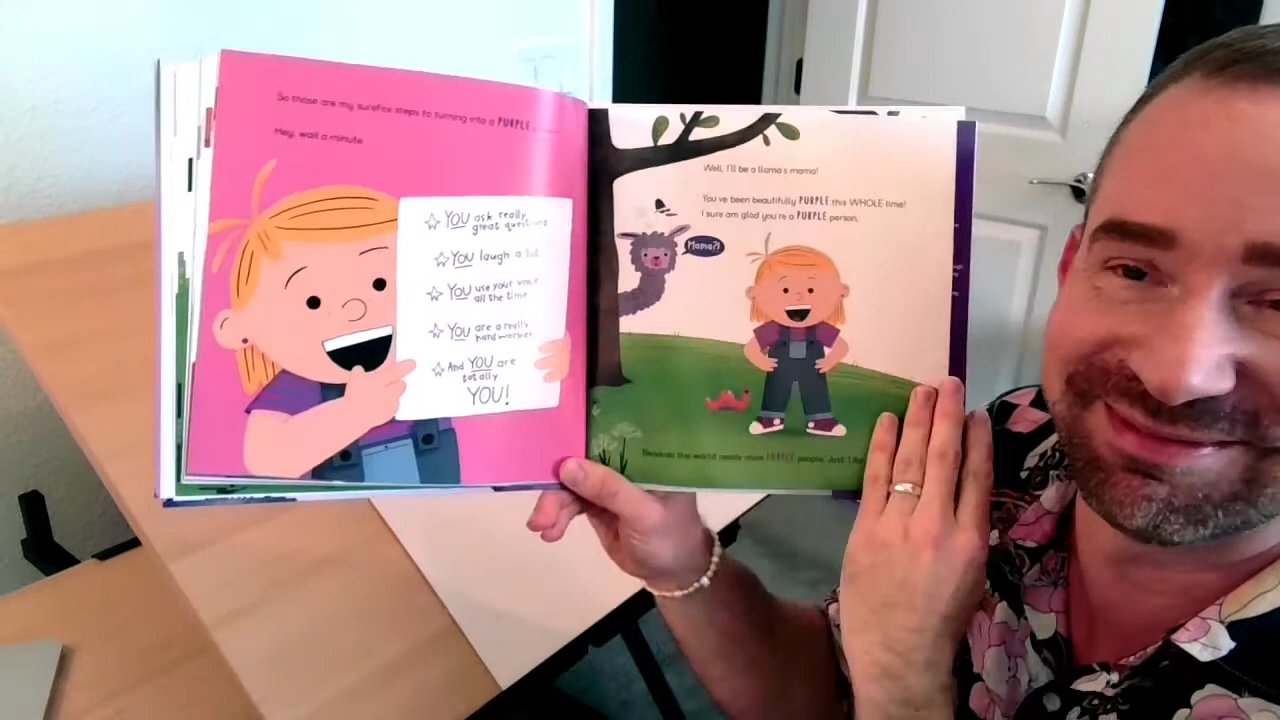 So those are my surefire steps to turning into a PURPLE
Hey, wait a minute
☆ YOU ask really
great questions
☆ YOU laugh a lot
☆ YOU use your voice
all the time
☆ YOU are a really
hard worker
☆ And YOU are
totally
YOU!
Well, I'll be a llama's mama!
You've been beautifully PURPLE this WHOLE time!
I sure am glad you're a PURPLE person.
Mama?!
Because the world needs more PURPLE people. Just like